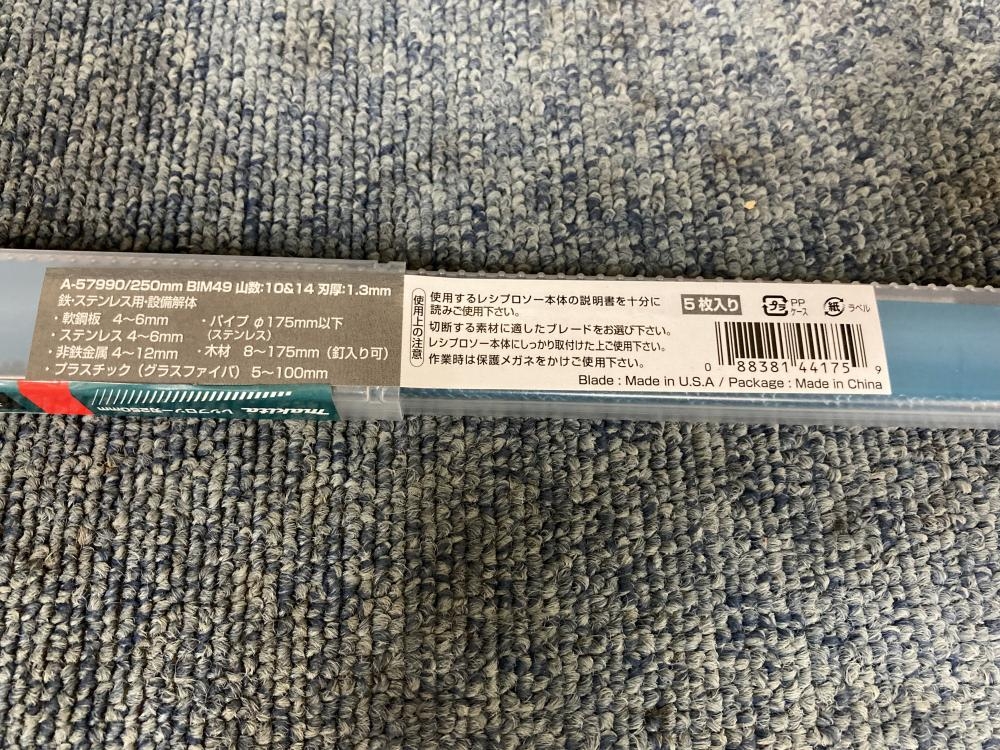 A-57990/250mm BIM49 山数:10&14 刃厚:1.3mm
鉄・ステンレス用・設備解体
・軟鋼板 4〜6mm
・ステンレス 4〜6mm
・非鉄金属 4〜12mm
・プラスチック（グラスファイバ） 5〜100mm
・パイプ φ175mm以下
（ステンレス）
・木材 8〜175mm（釘入り可）
makita
使用上の注意
使用するレシプロソー本体の説明書を十分に
読みご使用下さい。
切断する素材に適したブレードをお選び下さい。
レシプロソー本体にしっかり取付けた上ご使用下さい。
作業時は保護メガネをかけご使用下さい。
5枚入り
プラ
PP
ケース
紙
ラベル
0 88381 44175 9
Blade : Made in U.S.A / Package : Made in China